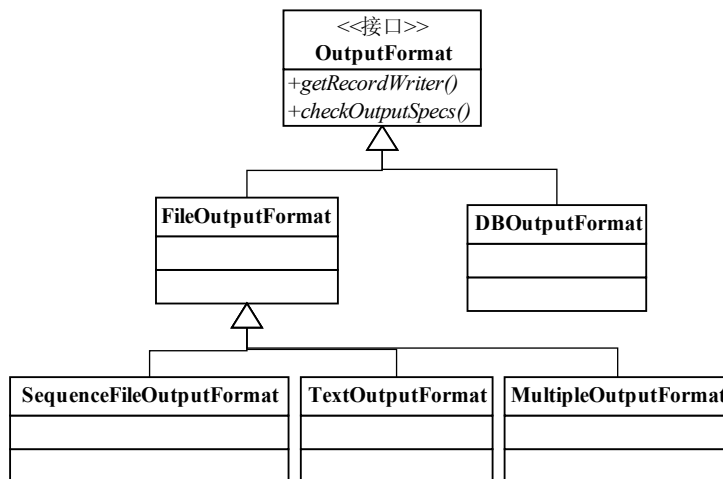 <<接口>>
OutputFormat
+getRecordWriter()
+checkOutputSpecs()
FileOutputFormat
DBOutputFormat
SequenceFileOutputFormat
TextOutputFormat
MultipleOutputFormat